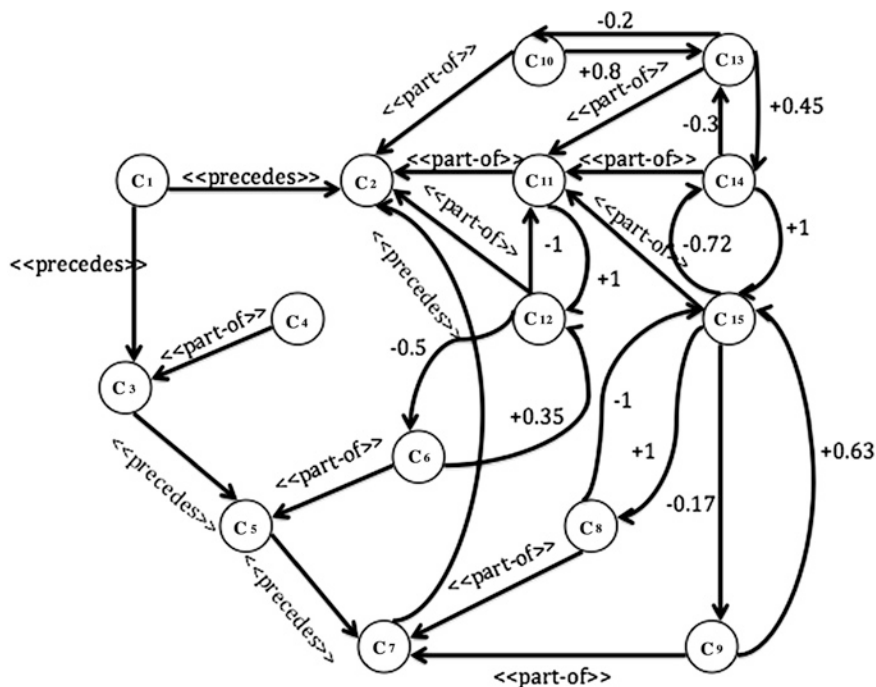 -0.2
C10
C13
+0.8
<<part-of>>
<<part-of>>
+0.45
-0.3
C1
<<precedes>>
C2
<<part-of>>
C11
<<part-of>>
C14
<<part-of>>
<<part-of>>
-0.72
+1
-1
+1
<<precedes>>
<<precedes>>
C4
C12
C15
<<part-of>>
-0.5
C3
-1
+0.35
<<part-of>>
C6
+1
+0.63
<<precedes>>
-0.17
C5
C8
<<part-of>>
<<precedes>>
C7
C9
<<part-of>>